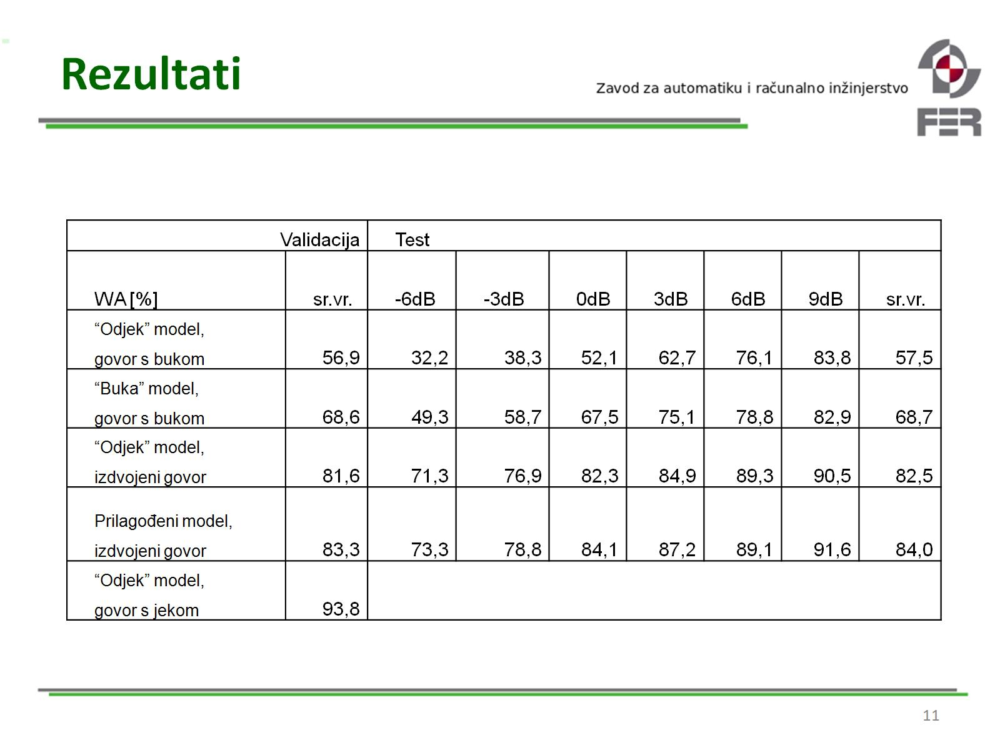 Rezultati
Zavod za automatiku i računalno inžinjerstvo
FER
Validacija Test
WA [%] sr.vr. -6dB -3dB 0dB 3dB 6dB 9dB sr.vr.
“Odjek” model,
govor s bukom 56,9 32,2 38,3 52,1 62,7 76,1 83,8 57,5
“Buka” model,
govor s bukom 68,6 49,3 58,7 67,5 75,1 78,8 82,9 68,7
“Odjek” model,
izdvojeni govor 81,6 71,3 76,9 82,3 84,9 89,3 90,5 82,5
Prilagođeni model,
izdvojeni govor 83,3 73,3 78,8 84,1 87,2 89,1 91,6 84,0
“Odjek” model,
govor s jekom 93,8
11